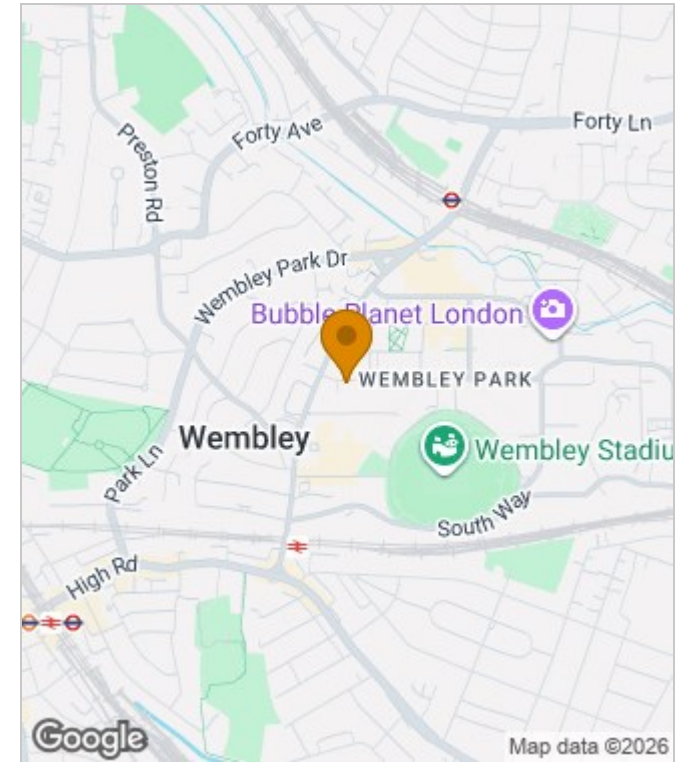 Forty Ln
Forty Ave
Preston Rd
Wembley Park Dr
Bubble Planet London
WEMBLEY PARK
Wembley
Wembley Stadiu
Park Ln
South Way
High Rd
Google
Map data ©2026